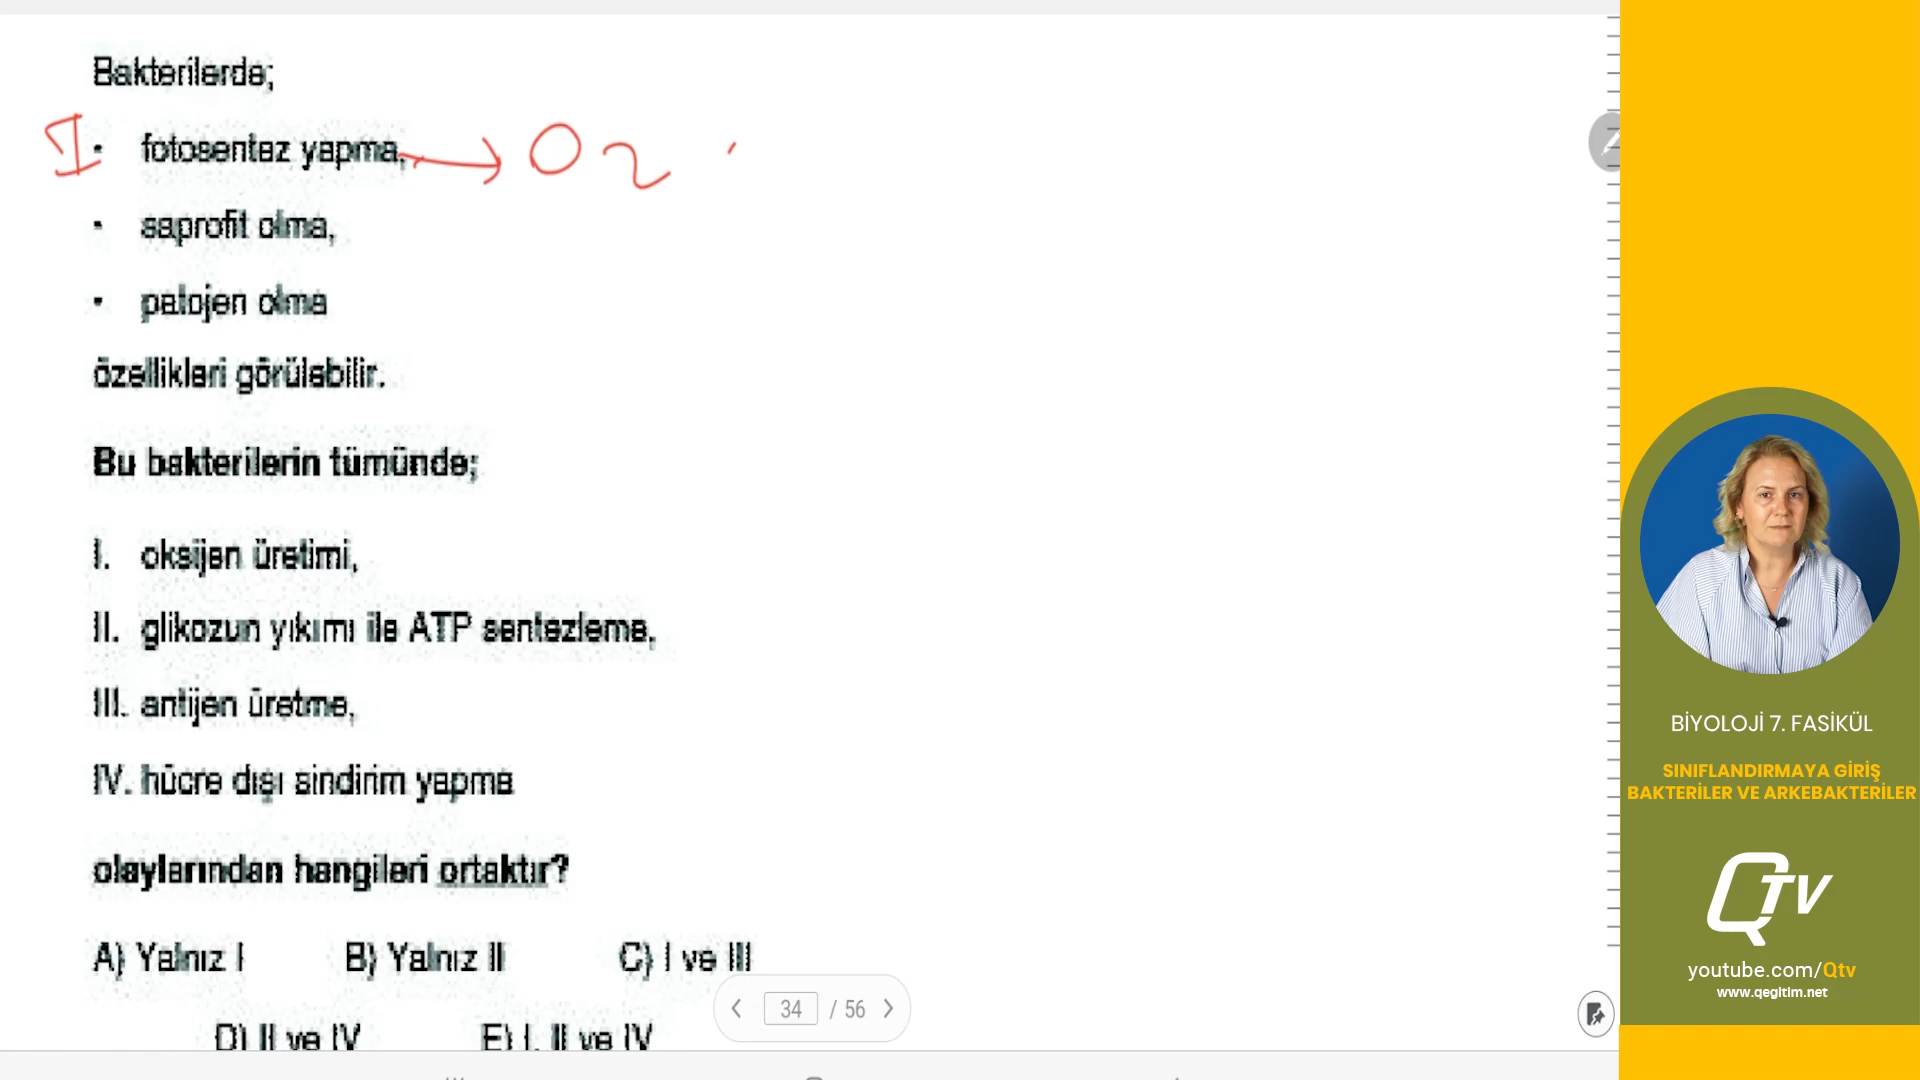 Bakterilerde;
I • fotosentez yapma, → O2
• saprofit olma,
• patojen olma
özellikleri görülebilir.
Bu bakterilerin tümünde;
I. oksijen üretimi,
II. glikozun yıkımı ile ATP sentezleme,
III. antijen üretme,
IV. hücre dışı sindirim yapma
olaylarından hangileri ortaktır?
A) Yalnız I B) Yalnız II C) I ve III
D) II ve IV E) I, II ve IV
34 / 56
BİYOLOJİ 7. FASİKÜL
SINIFLANDIRMAYA GİRİŞ
BAKTERİLER VE ARKEBAKTERİLER
QTV
youtube.com/Qtv
www.qegitim.net